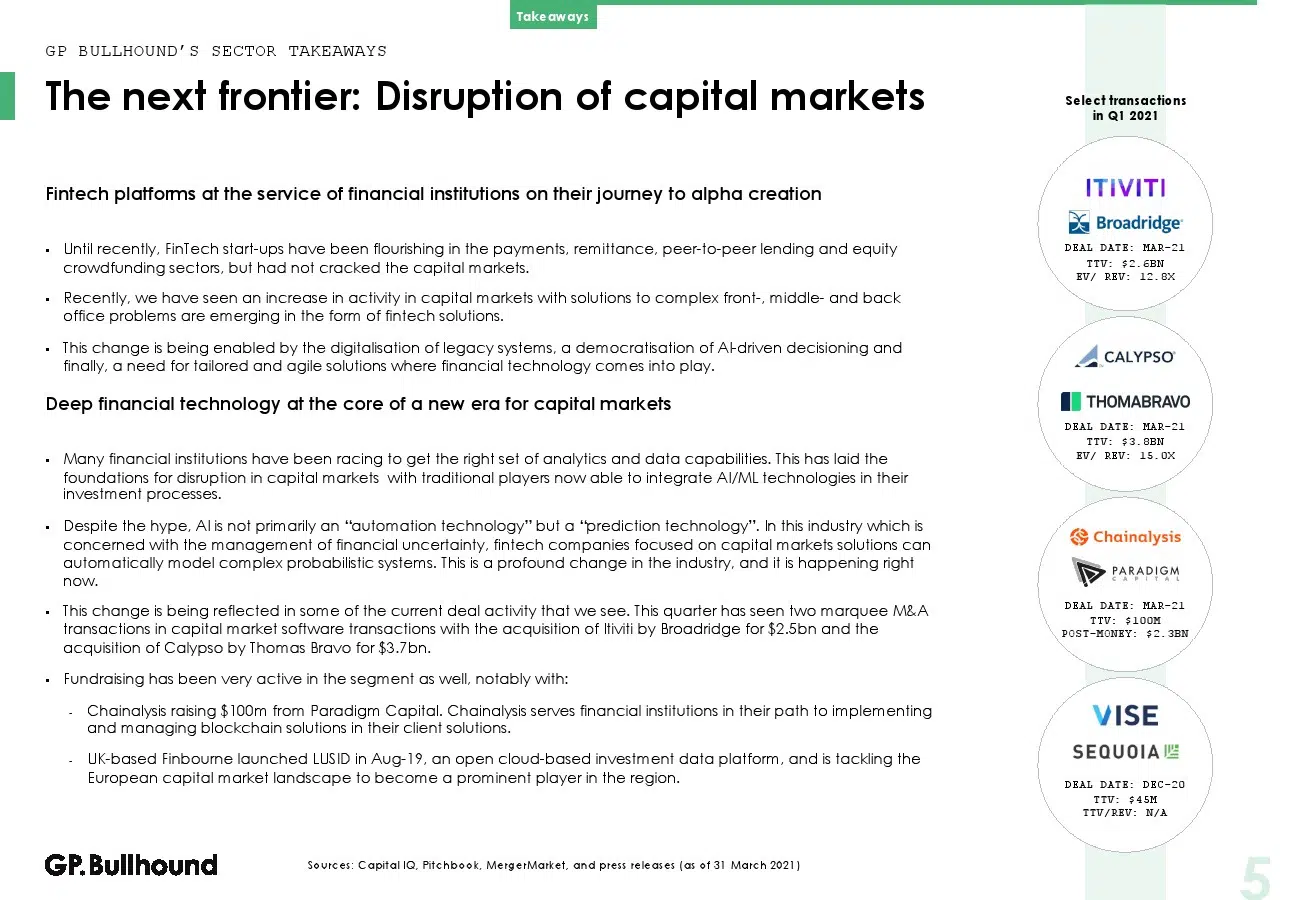 Takeaways
GP BULLHOUND’S SECTOR TAKEAWAYS
The next frontier: Disruption of capital markets
Fintech platforms at the service of financial institutions on their journey to alpha creation
▪ Until recently, FinTech start-ups have been flourishing in the payments, remittance, peer-to-peer lending and equity
crowdfunding sectors, but had not cracked the capital markets.
▪ Recently, we have seen an increase in activity in capital markets with solutions to complex front-, middle- and back
office problems are emerging in the form of fintech solutions.
▪ This change is being enabled by the digitalisation of legacy systems, a democratisation of AI-driven decisioning and
finally, a need for tailored and agile solutions where financial technology comes into play.
Deep financial technology at the core of a new era for capital markets
▪ Many financial institutions have been racing to get the right set of analytics and data capabilities. This has laid the
foundations for disruption in capital markets with traditional players now able to integrate AI/ML technologies in their
investment processes.
▪ Despite the hype, AI is not primarily an “automation technology” but a “prediction technology”. In this industry which is
concerned with the management of financial uncertainty, fintech companies focused on capital markets solutions can
automatically model complex probabilistic systems. This is a profound change in the industry, and it is happening right
now.
▪ This change is being reflected in some of the current deal activity that we see. This quarter has seen two marquee M&A
transactions in capital market software transactions with the acquisition of Itiviti by Broadridge for $2.5bn and the
acquisition of Calypso by Thomas Bravo for $3.7bn.
▪ Fundraising has been very active in the segment as well, notably with:
- Chainalysis raising $100m from Paradigm Capital. Chainalysis serves financial institutions in their path to implementing
and managing blockchain solutions in their client solutions.
- UK-based Finbourne launched LUSID in Aug-19, an open cloud-based investment data platform, and is tackling the
European capital market landscape to become a prominent player in the region.
Select transactions
in Q1 2021
ITIVITI
Broadridge
DEAL DATE: MAR-21
TTV: $2.6BN
EV/ REV: 12.8X
CALYPSO
THOMABRAVO
DEAL DATE: MAR-21
TTV: $3.8BN
EV/ REV: 15.0X
Chainalysis
PARADIGM
CAPITAL
DEAL DATE: MAR-21
TTV: $100M
POST-MONEY: $2.3BN
VISE
SEQUOIA
DEAL DATE: DEC-20
TTV: $45M
TTV/REV: N/A
GP.Bullhound
Sources: Capital IQ, Pitchbook, MergerMarket, and press releases (as of 31 March 2021)
5